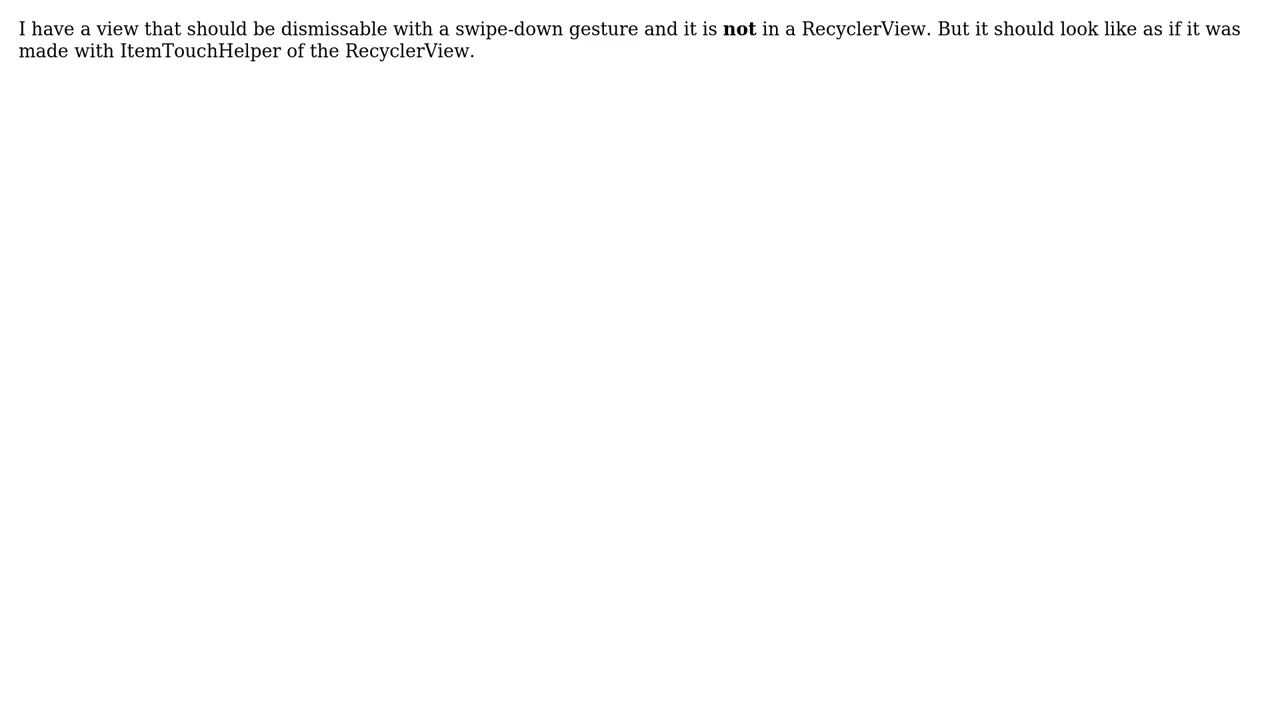 I have a view that should be dismissable with a swipe-down gesture and it is not in a RecyclerView. But it should look like as if it was
made with ItemTouchHelper of the RecyclerView.